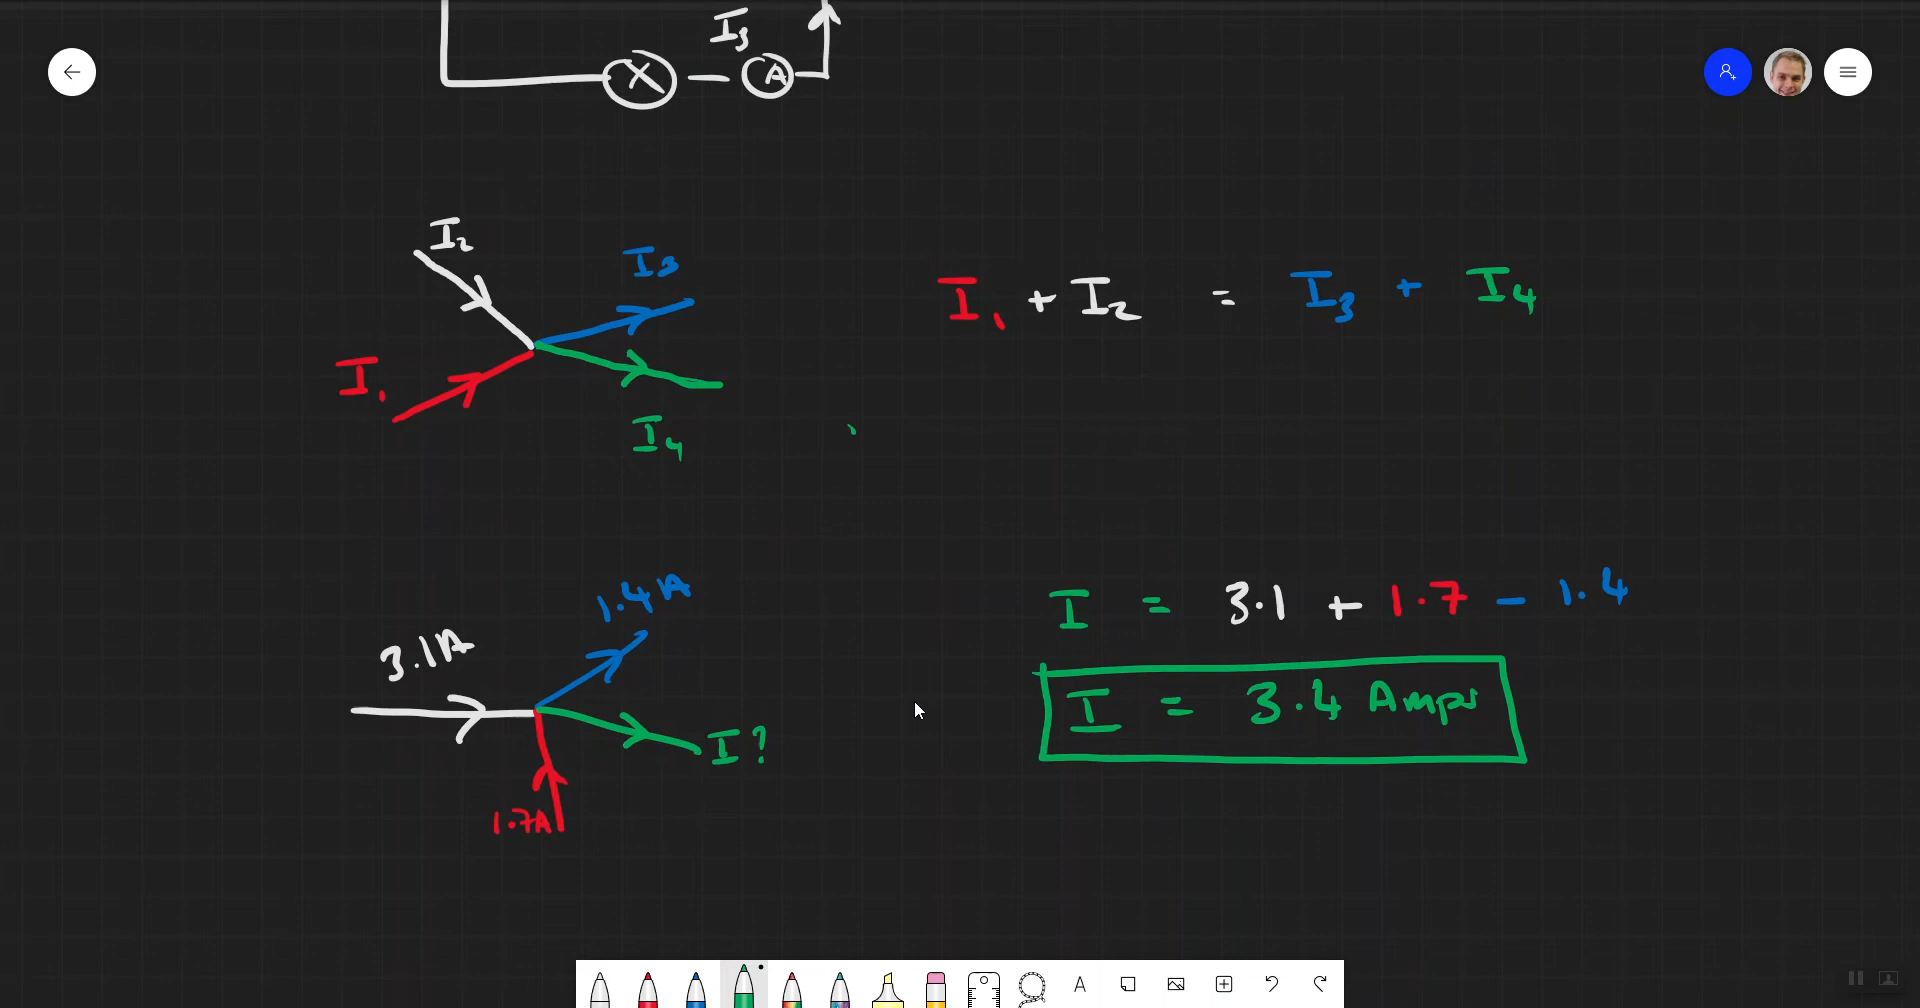 I₃
X
A
I₂
I₃
I₁ + I₂ = I₃ + I₄
I₁
I₄
1.4A
I = 3.1 + 1.7 - 1.4
3.1A
I = 3.4 Amps
I?
1.7A
A